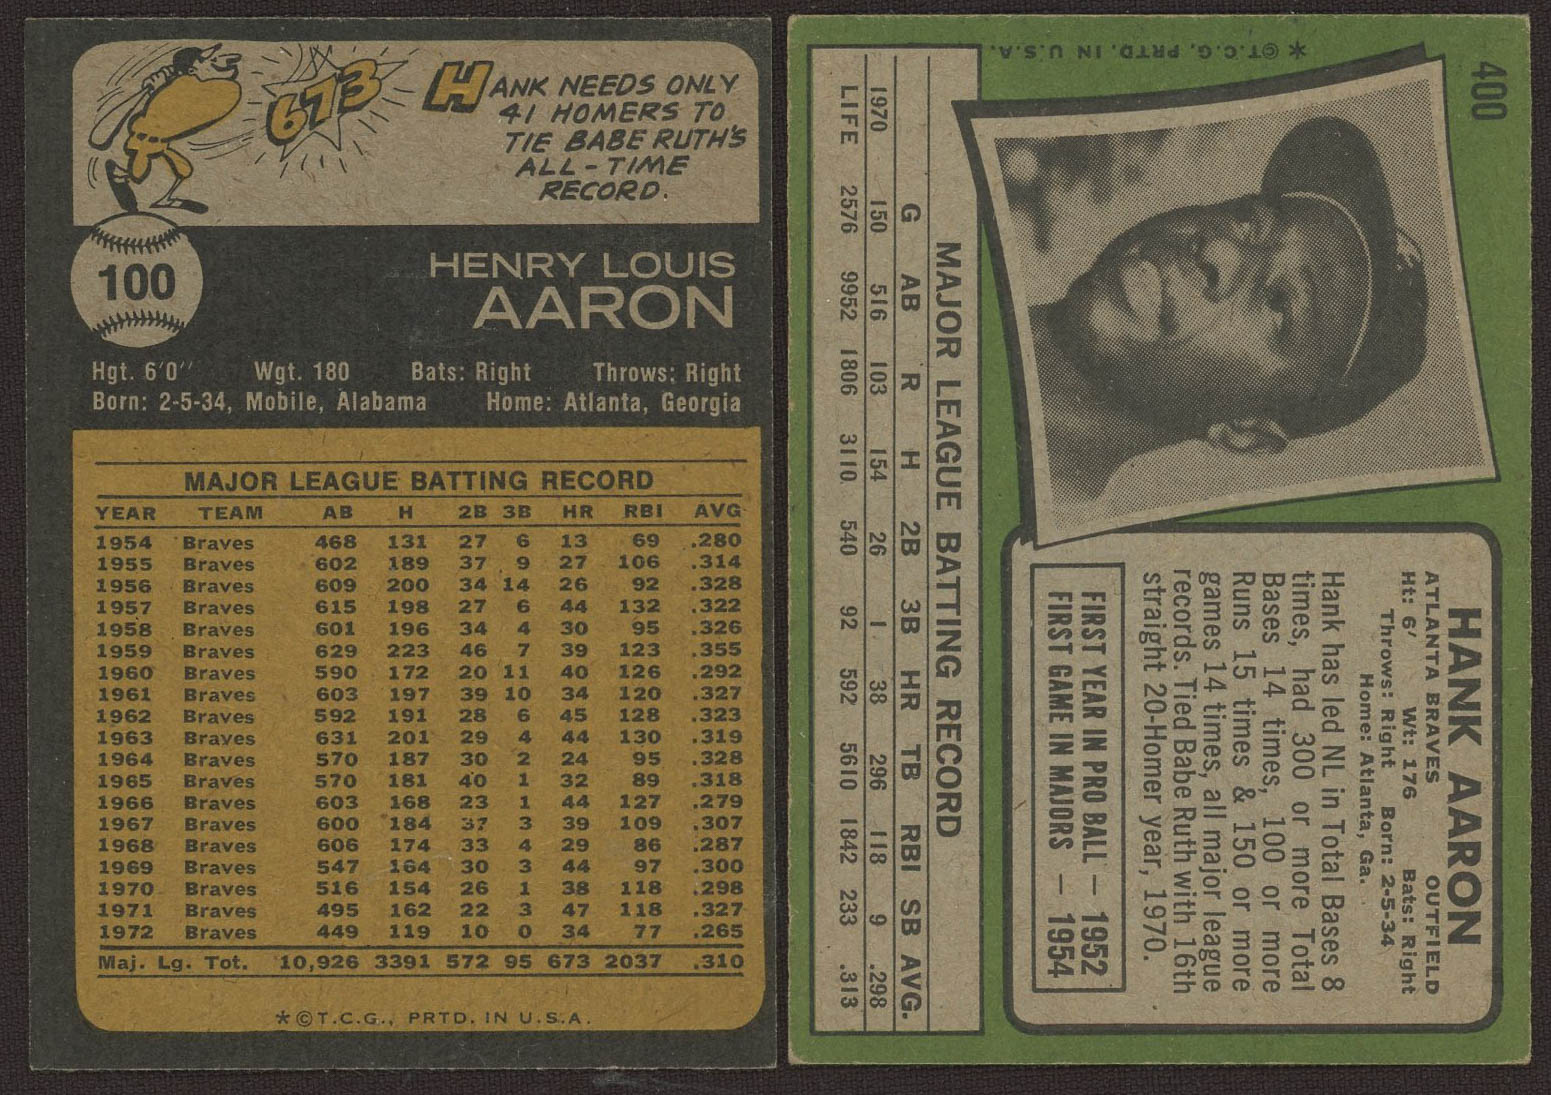 673
HANK NEEDS ONLY
41 HOMERS TO
TIE BABE RUTH'S
ALL-TIME
RECORD.
100
HENRY LOUIS
AARON
Hgt. 6'0" Wgt. 180 Bats: Right Throws: Right
Born: 2-5-34, Mobile, Alabama Home: Atlanta, Georgia
MAJOR LEAGUE BATTING RECORD
YEAR TEAM AB H 2B 3B HR RBI AVG
1954 Braves 468 131 27 6 13 69 .280
1955 Braves 602 189 37 9 27 106 .314
1956 Braves 609 200 34 14 26 92 .328
1957 Braves 615 198 27 6 44 132 .322
1958 Braves 601 196 34 4 30 95 .326
1959 Braves 629 223 46 7 39 123 .355
1960 Braves 590 172 20 11 40 126 .292
1961 Braves 603 197 39 10 34 120 .327
1962 Braves 592 191 28 6 45 128 .323
1963 Braves 631 201 29 4 44 130 .319
1964 Braves 570 187 30 2 24 95 .328
1965 Braves 570 181 40 1 32 89 .318
1966 Braves 603 168 23 1 44 127 .279
1967 Braves 600 184 37 3 39 109 .307
1968 Braves 606 174 33 4 29 86 .287
1969 Braves 547 164 30 3 44 97 .300
1970 Braves 516 154 26 1 38 118 .298
1971 Braves 495 162 22 3 47 118 .327
1972 Braves 449 119 10 0 34 77 .265
Maj. Lg. Tot. 10,926 3391 572 95 673 2037 .310
*©T.C.G., PRTD. IN U.S.A.
400
HANK AARON
ATLANTA BRAVES OUTFIELD
Ht: 6' Wt: 176 Bats: Right
Throws: Right Born: 2-5-34
Home: Atlanta, Ga.
Hank has led NL in Total Bases 8
times, had 300 or more Total
Bases 14 times, 100 or more
Runs 15 times & 150 or more
games 14 times, all major league
records. Tied Babe Ruth with 16th
straight 20-Homer year, 1970.
FIRST YEAR IN PRO BALL — 1952
FIRST GAME IN MAJORS — 1954
MAJOR LEAGUE BATTING RECORD
G AB R H 2B 3B HR TB RBI SB AVG.
1970 150 516 103 154 26 1 38 296 118 9 .298
LIFE 2576 9952 1806 3110 540 92 592 5610 1842 233 .313
*©T.C.G. PRTD. IN U.S.A.